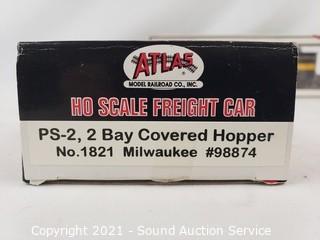 ATLAS
MODEL RAILROAD CO., INC.
HO SCALE FREIGHT CAR
PS-2, 2 Bay Covered Hopper
No.1821 Milwaukee #98874
Copyright 2021 - Sound Auction Service